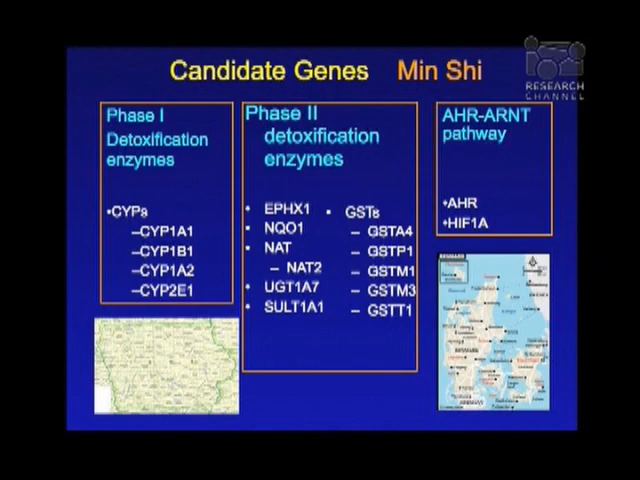 Candidate Genes Min Shi
RESEARCH
CHANNEL
Phase I
Detoxification
enzymes
•CYPs
–CYP1A1
–CYP1B1
–CYP1A2
–CYP2E1
Phase II
detoxification
enzymes
• EPHX1
• NQO1
• NAT
– NAT2
• UGT1A7
• SULT1A1
• GSTs
– GSTA4
– GSTP1
– GSTM1
– GSTM3
– GSTT1
AHR-ARNT
pathway
•AHR
•HIF1A